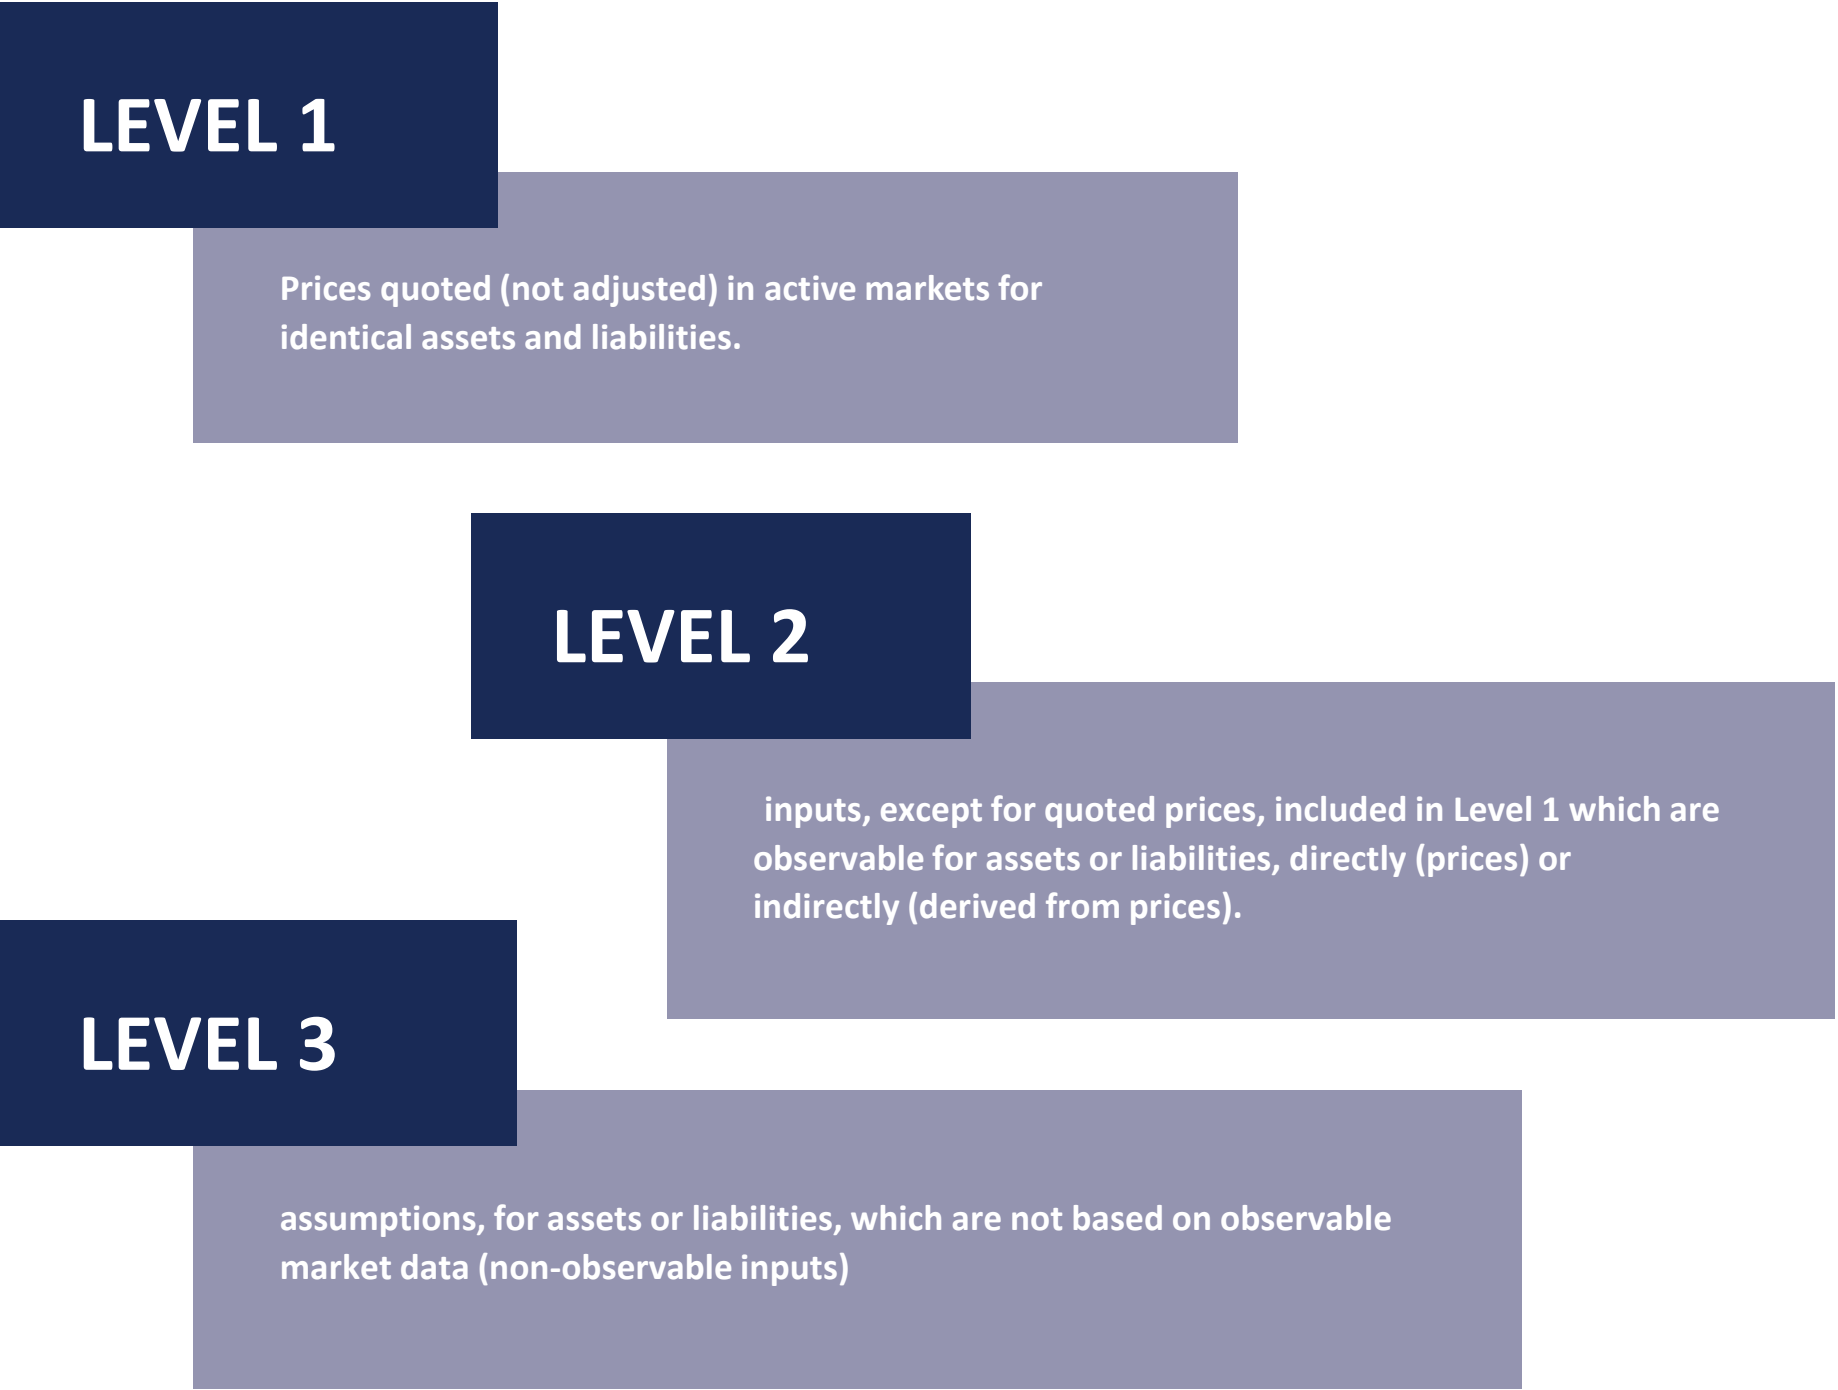 LEVEL 1
Prices quoted (not adjusted) in active markets for
identical assets and liabilities.
LEVEL 2
inputs, except for quoted prices, included in Level 1 which are
observable for assets or liabilities, directly (prices) or
indirectly (derived from prices).
LEVEL 3
assumptions, for assets or liabilities, which are not based on observable
market data (non-observable inputs)